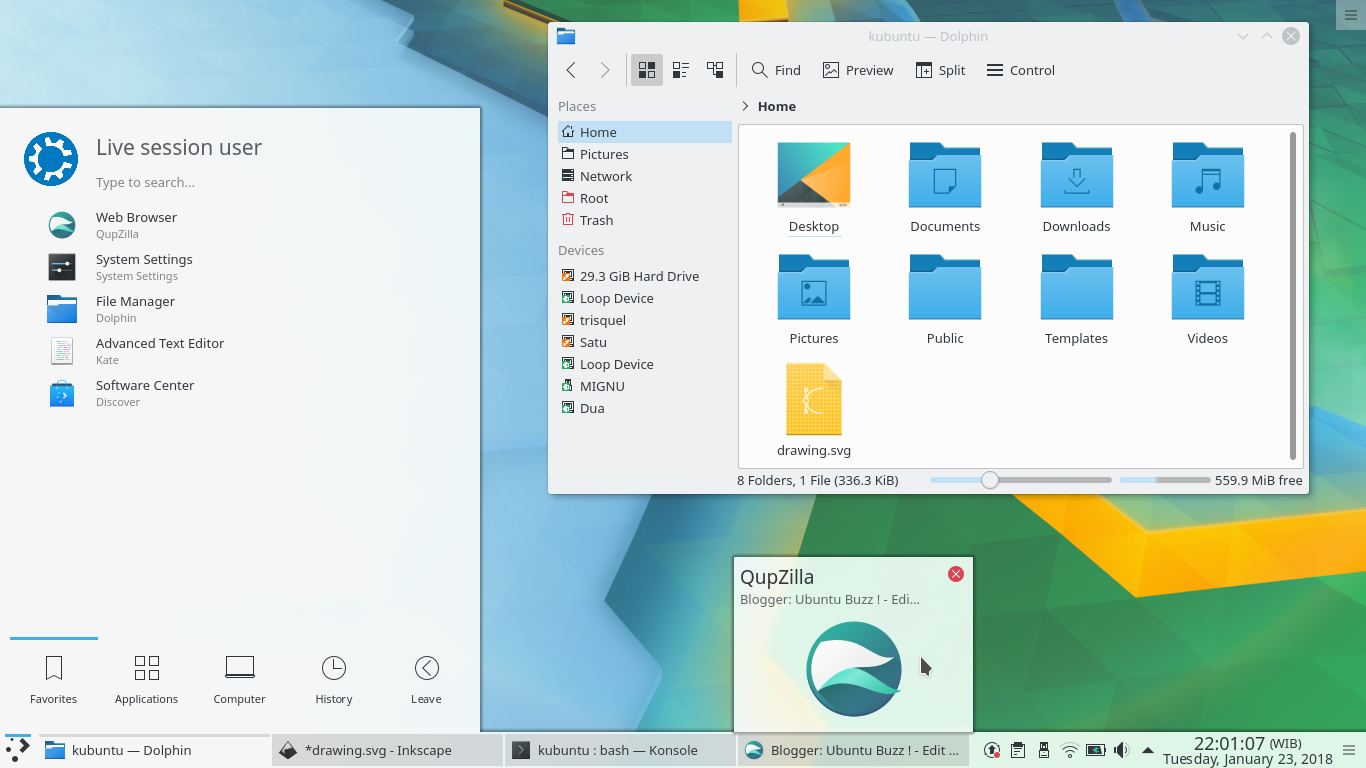 kubuntu — Dolphin
Find
Preview
Split
Control
Places
Home
Pictures
Network
Root
Trash
Devices
29.3 GiB Hard Drive
Loop Device
trisquel
Satu
Loop Device
MIGNU
Dua
Home
Desktop
Documents
Downloads
Music
Pictures
Public
Templates
Videos
drawing.svg
8 Folders, 1 File (336.3 KiB)
559.9 MiB free
Live session user
Type to search...
Web Browser
QupZilla
System Settings
System Settings
File Manager
Dolphin
Advanced Text Editor
Kate
Software Center
Discover
Favorites
Applications
Computer
History
Leave
QupZilla
Blogger: Ubuntu Buzz ! - Edi...
kubuntu — Dolphin
*drawing.svg - Inkscape
kubuntu : bash — Konsole
Blogger: Ubuntu Buzz ! - Edit ...
22:01:07 (WIB)
Tuesday, January 23, 2018